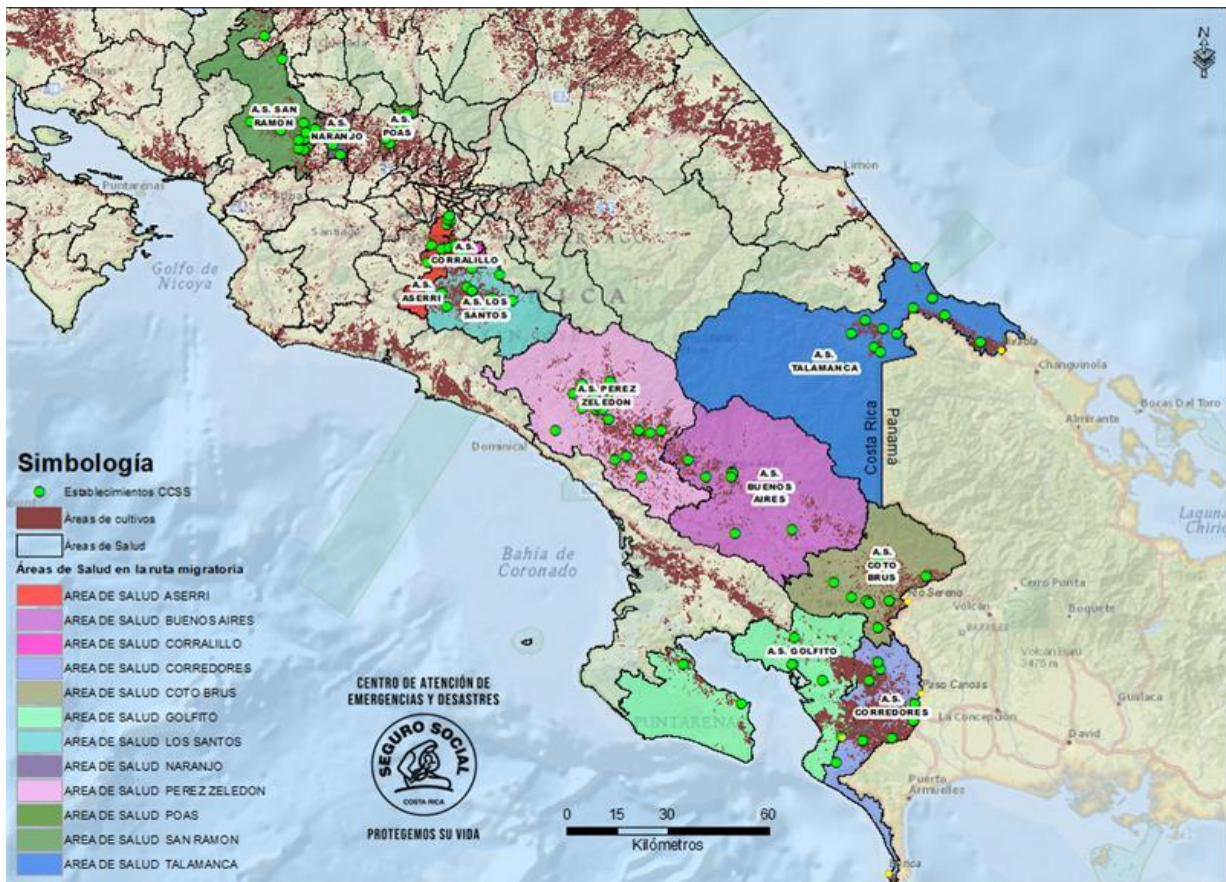 N
A.S. SAN
RAMON
A.S.
NARANJO
A.S.
POAS
Limón
Puntarenas
Santiago
Golfo de
Nicoya
A.S.
CORRALILLO
A.S.
ASERRI
A.S. LOS
SANTOS
A.S.
TALAMANCA
Changuinola
Bocas Del Toro
Almirante
Costa Rica
Panamá
A.S. PEREZ
ZELEDON
Dominical
A.S.
BUENOS
AIRES
Bahía de
Coronado
A.S.
COTO
BRUS
Río Sereno
Cerro Punta
Volcán
Boquete
Volcán Barú
3475 m
A.S. GOLFITO
Paso Canoas
Gualaca
A.S.
CORREDORES
La Concepción
David
PUNTARENA
Puerto
Armuelles
Simbología
Establecimientos CCSS
Áreas de cultivos
Áreas de Salud
Áreas de Salud en la ruta migratoria
AREA DE SALUD ASERRI
AREA DE SALUD BUENOS AIRES
AREA DE SALUD CORRALILLO
AREA DE SALUD CORREDORES
AREA DE SALUD COTO BRUS
AREA DE SALUD GOLFITO
AREA DE SALUD LOS SANTOS
AREA DE SALUD NARANJO
AREA DE SALUD PEREZ ZELEDON
AREA DE SALUD POAS
AREA DE SALUD SAN RAMON
AREA DE SALUD TALAMANCA
CENTRO DE ATENCIÓN DE
EMERGENCIAS Y DESASTRES
SEGURO SOCIAL
COSTA RICA
PROTEGEMOS SU VIDA
0 15 30 60
Kilómetros